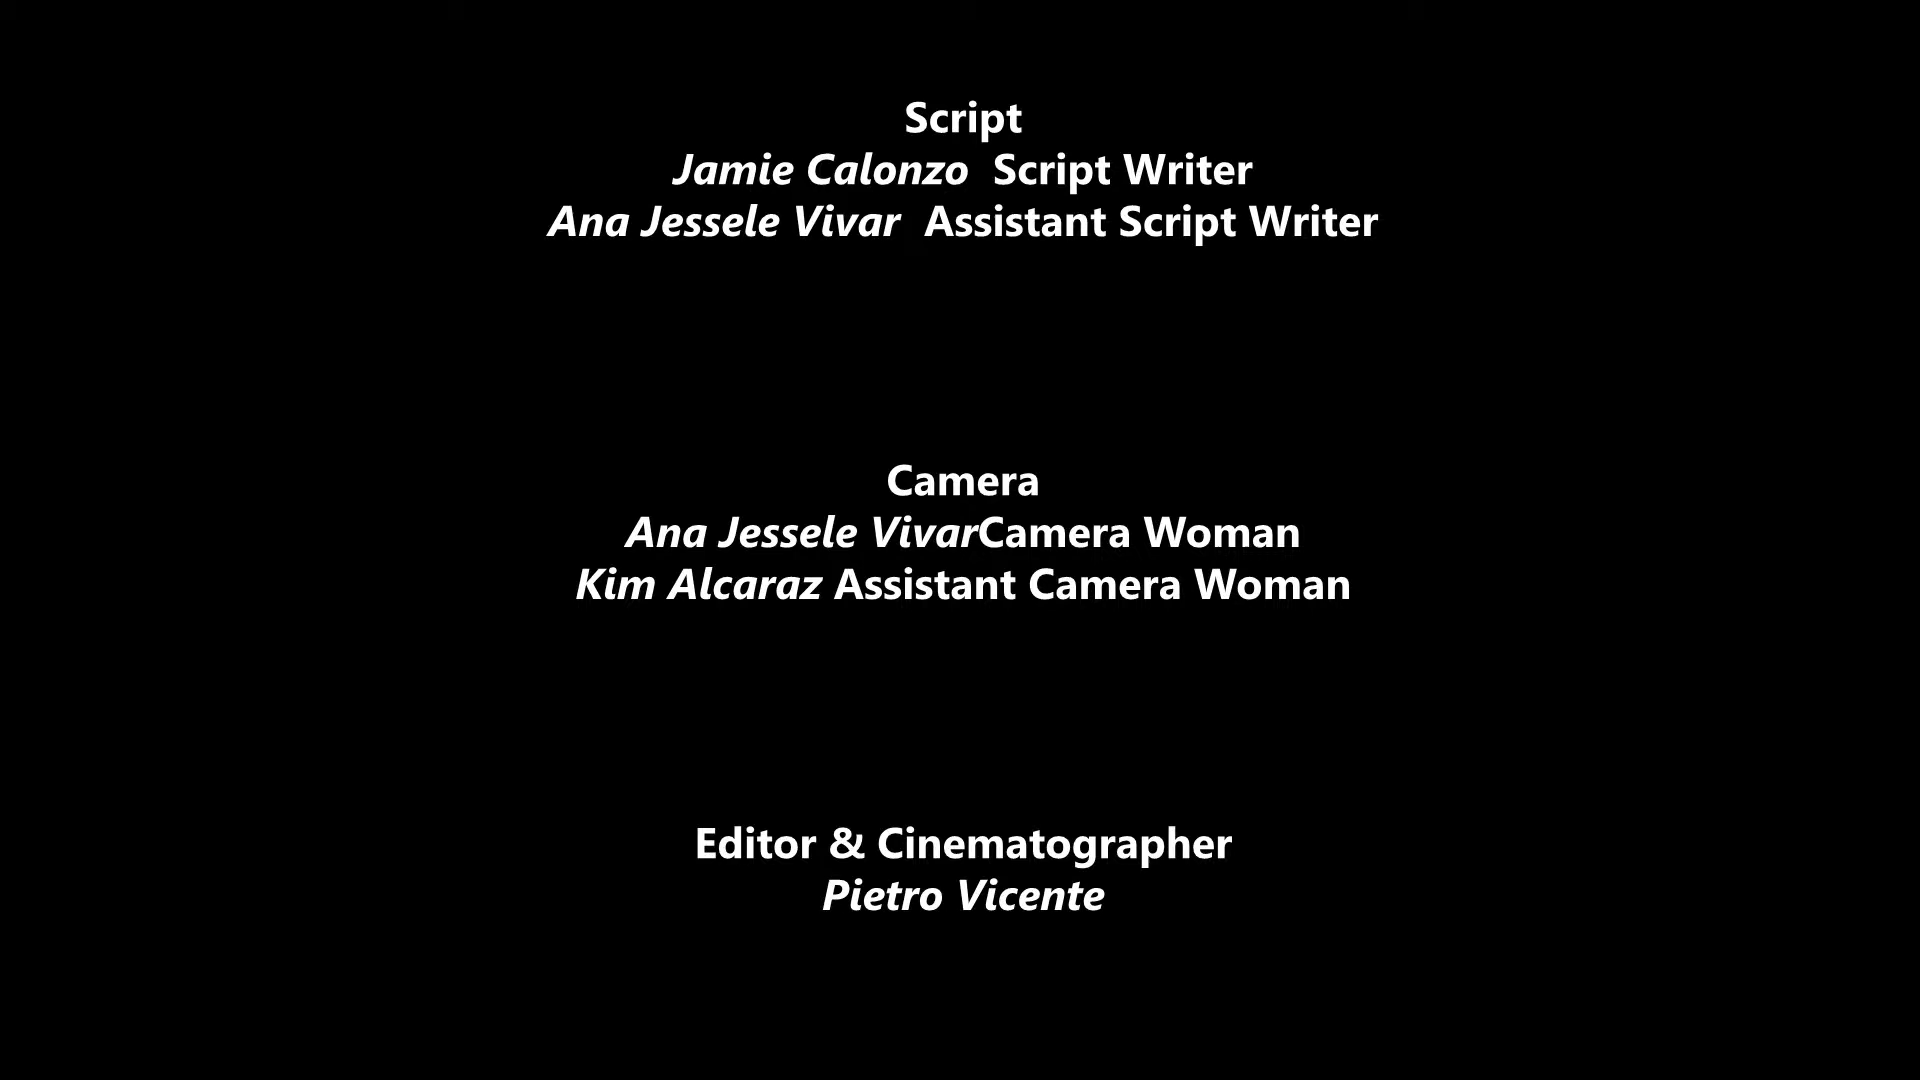 Script
Jamie Calonzo  Script Writer
Ana Jessele Vivar  Assistant Script Writer
Camera
Ana Jessele VivarCamera Woman
Kim Alcaraz Assistant Camera Woman
Editor & Cinematographer
Pietro Vicente